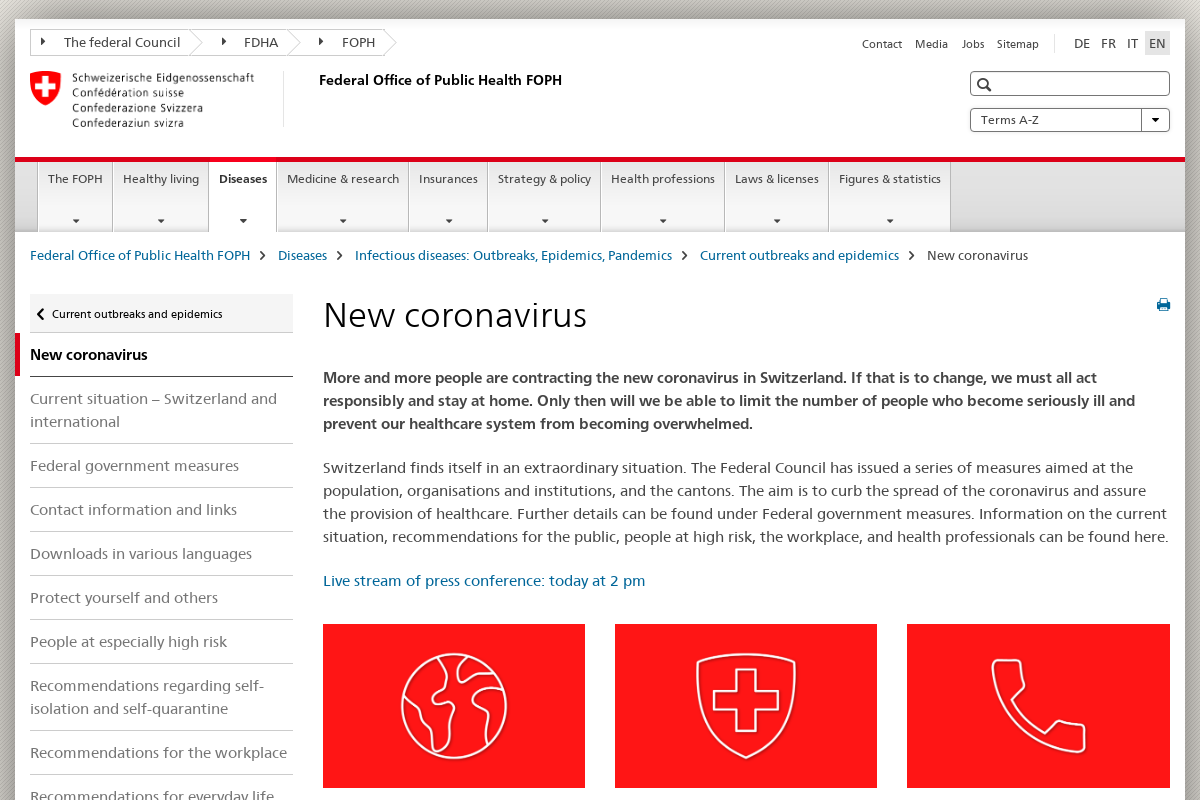 The federal Council
FDHA
FOPH
Contact
Media
Jobs
Sitemap
DE
FR
IT
EN
Schweizerische Eidgenossenschaft
Confédération suisse
Confederazione Svizzera
Confederaziun svizra
Federal Office of Public Health FOPH
Terms A-Z
The FOPH
Healthy living
Diseases
Medicine & research
Insurances
Strategy & policy
Health professions
Laws & licenses
Figures & statistics
Federal Office of Public Health FOPH
Diseases
Infectious diseases: Outbreaks, Epidemics, Pandemics
Current outbreaks and epidemics
New coronavirus
Current outbreaks and epidemics
New coronavirus
Current situation – Switzerland and
international
Federal government measures
Contact information and links
Downloads in various languages
Protect yourself and others
People at especially high risk
Recommendations regarding self-
isolation and self-quarantine
Recommendations for the workplace
Recommendations for everyday life
New coronavirus
More and more people are contracting the new coronavirus in Switzerland. If that is to change, we must all act
responsibly and stay at home. Only then will we be able to limit the number of people who become seriously ill and
prevent our healthcare system from becoming overwhelmed.
Switzerland finds itself in an extraordinary situation. The Federal Council has issued a series of measures aimed at the
population, organisations and institutions, and the cantons. The aim is to curb the spread of the coronavirus and assure
the provision of healthcare. Further details can be found under Federal government measures. Information on the current
situation, recommendations for the public, people at high risk, the workplace, and health professionals can be found here.
Live stream of press conference: today at 2 pm